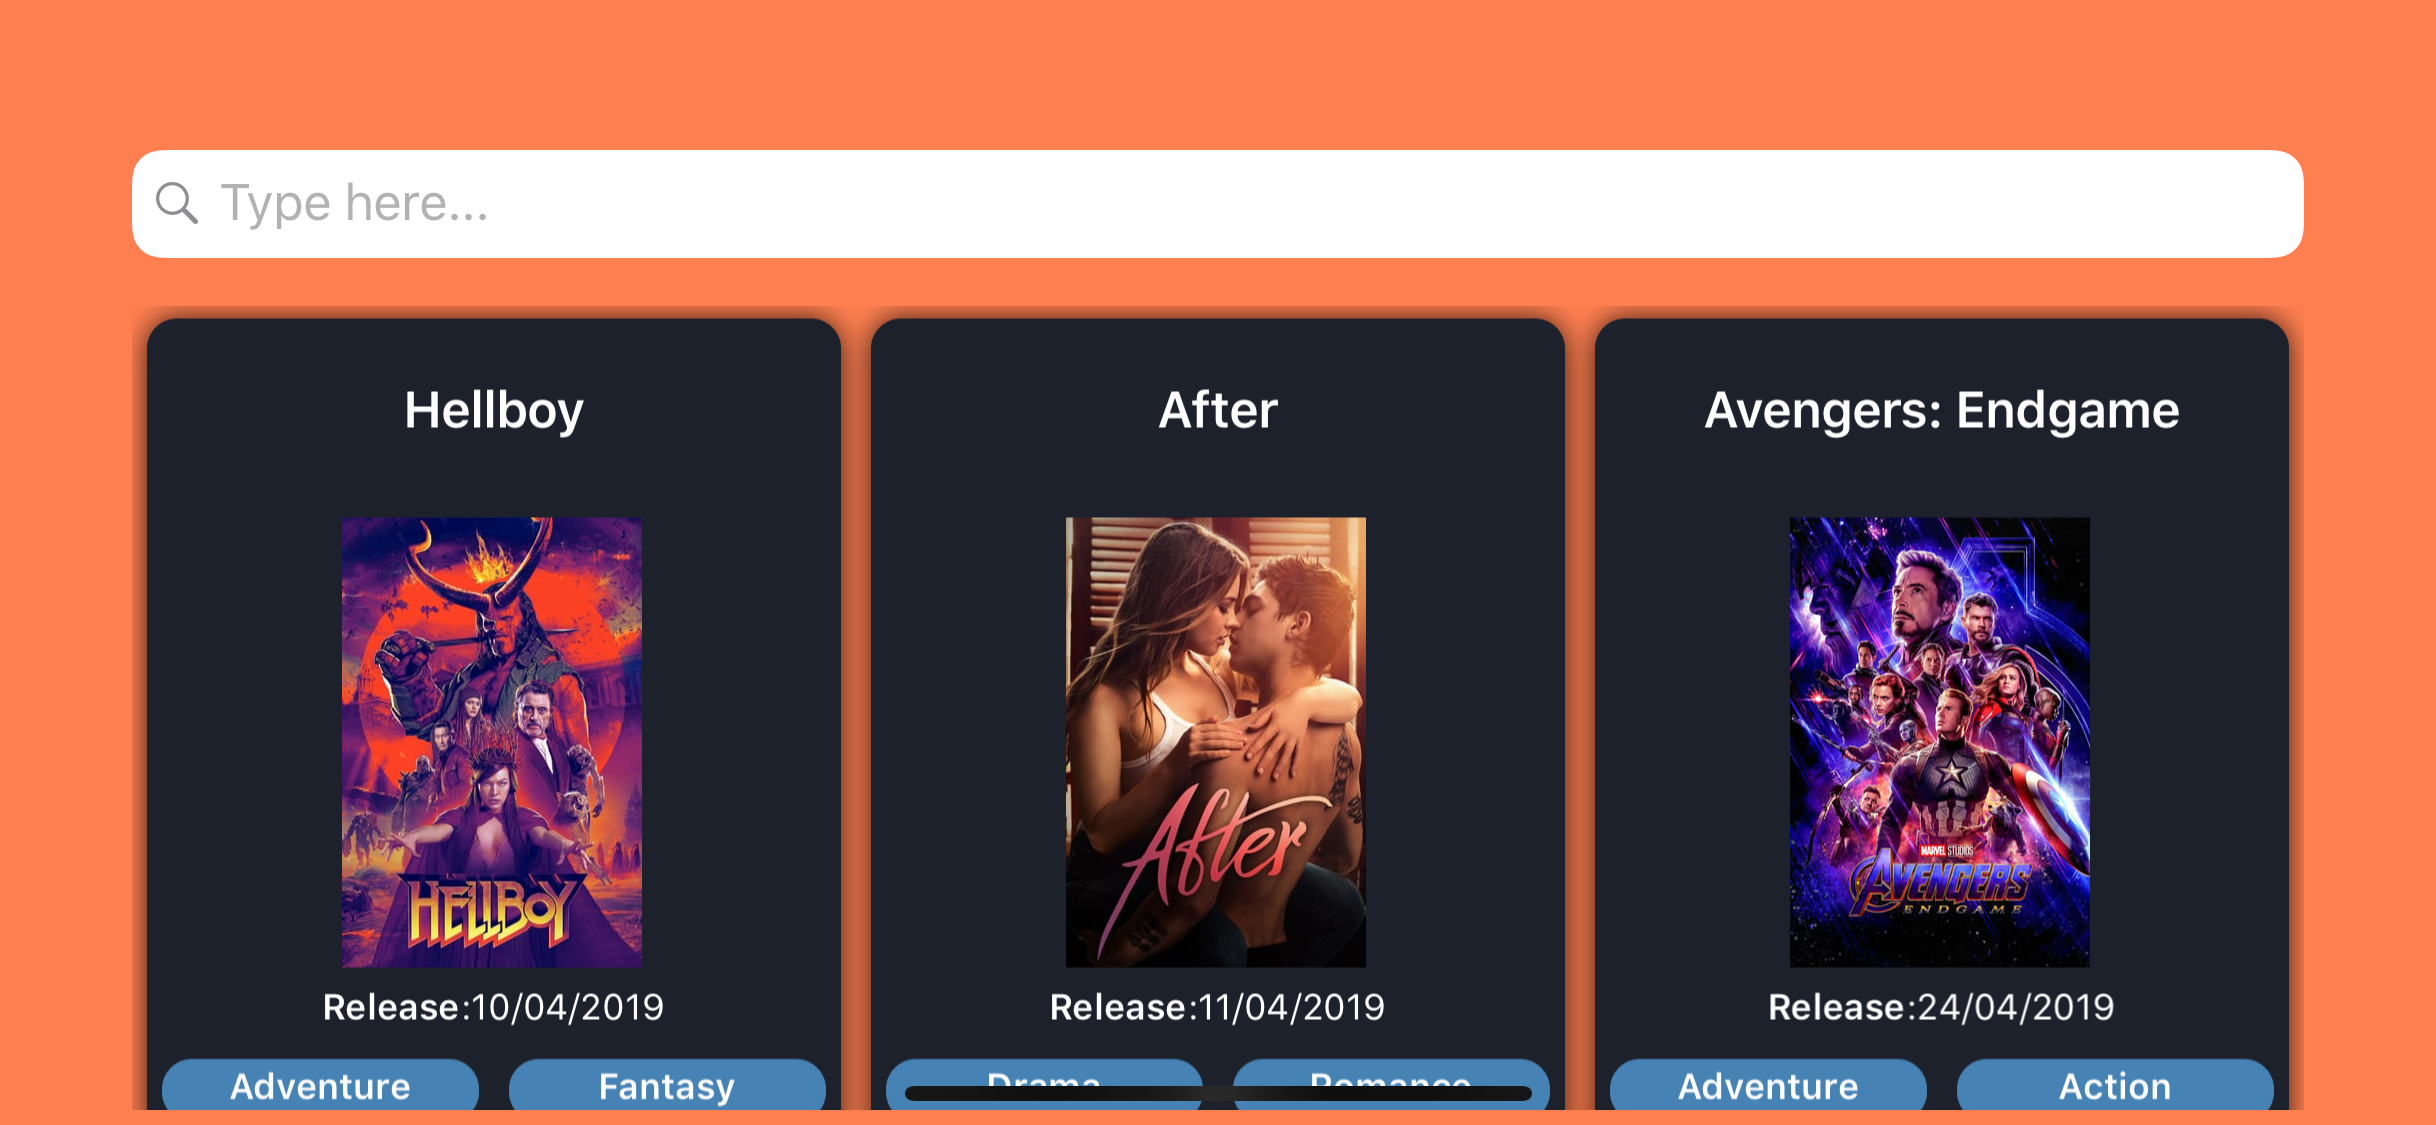 Type here...
Hellboy
After
Avengers: Endgame
HELLBOY
After
MARVEL STUDIOS
AVENGERS
ENDGAME
Release:10/04/2019
Release:11/04/2019
Release:24/04/2019
Adventure
Fantasy
Drama
Romance
Adventure
Action